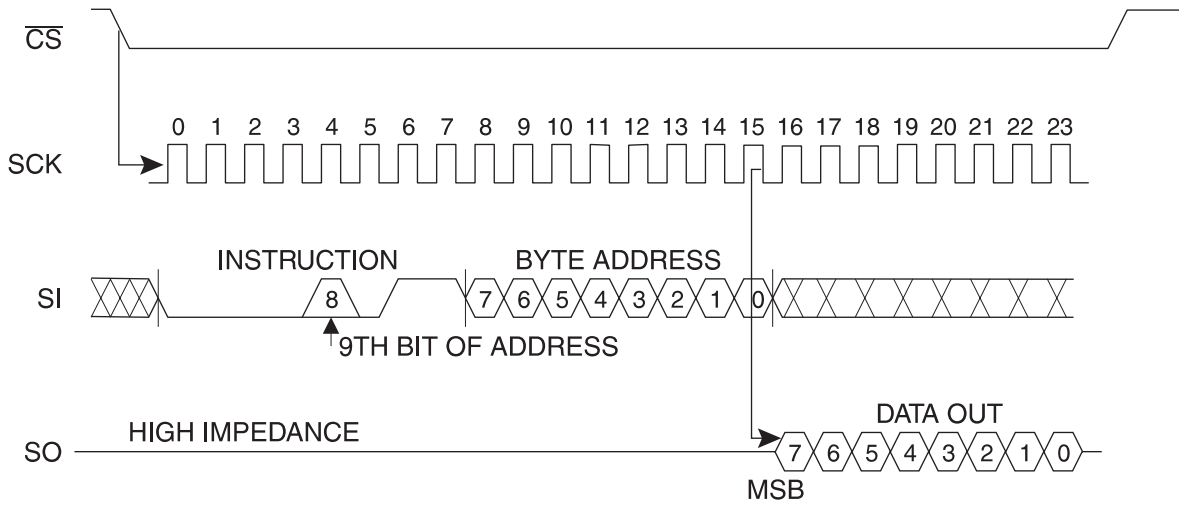 CS
0 1 2 3 4 5 6 7 8 9 10 11 12 13 14 15 16 17 18 19 20 21 22 23
SCK
INSTRUCTION BYTE ADDRESS
SI 8 7 6 5 4 3 2 1 0
9TH BIT OF ADDRESS
DATA OUT
HIGH IMPEDANCE
SO 7 6 5 4 3 2 1 0
MSB